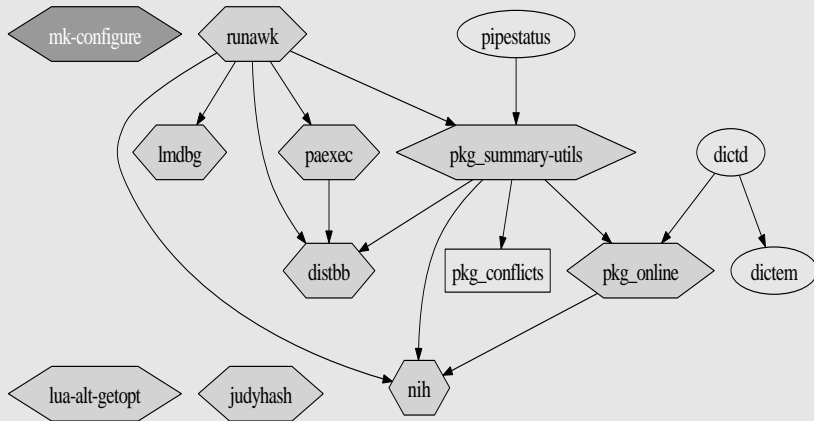 mk-configure
runawk
pipestatus
lmdbg
paexec
pkg_summary-utils
dictd
distbb
pkg_conflicts
pkg_online
dictem
lua-alt-getopt
judyhash
nih